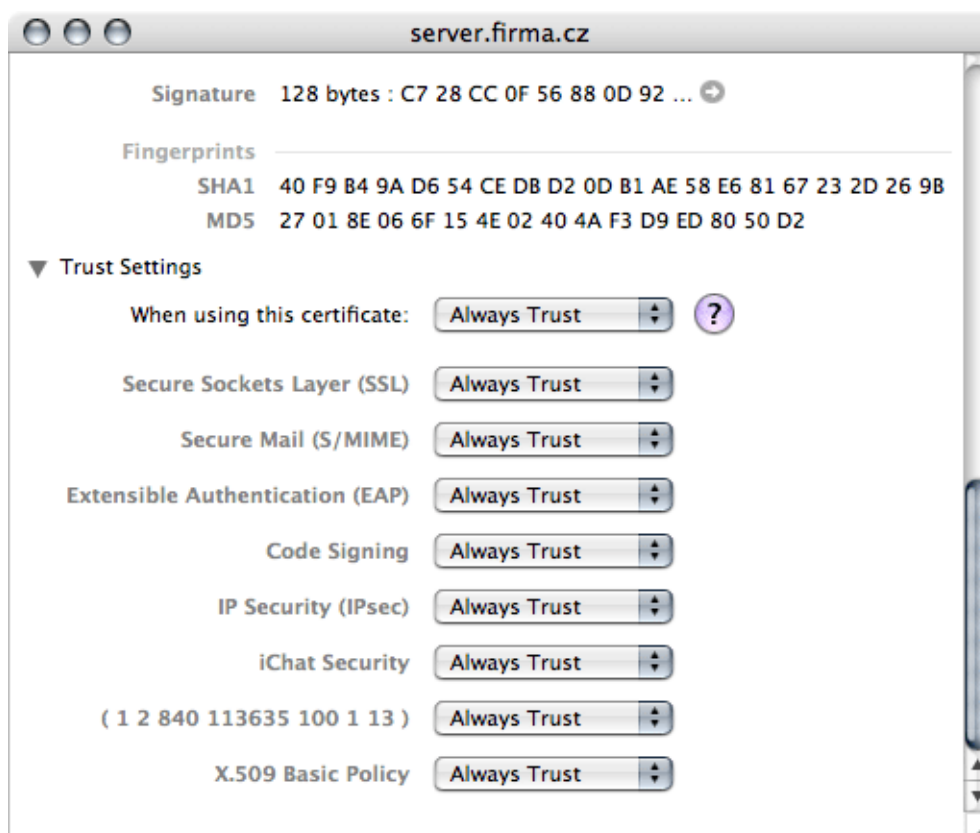 server.firma.cz
Signature 128 bytes : C7 28 CC 0F 56 88 0D 92 ...
Fingerprints
SHA1 40 F9 B4 9A D6 54 CE DB D2 0D B1 AE 58 E6 81 67 23 2D 26 9B
MD5 27 01 8E 06 6F 15 4E 02 40 4A F3 D9 ED 80 50 D2
Trust Settings
When using this certificate: Always Trust ?
Secure Sockets Layer (SSL) Always Trust
Secure Mail (S/MIME) Always Trust
Extensible Authentication (EAP) Always Trust
Code Signing Always Trust
IP Security (IPsec) Always Trust
iChat Security Always Trust
( 1 2 840 113635 100 1 13 ) Always Trust
X.509 Basic Policy Always Trust